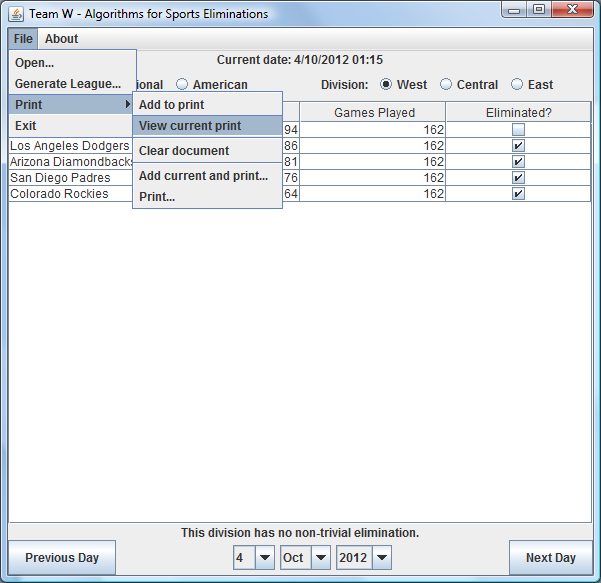 Team W - Algorithms for Sports Eliminations
File About
Open...
Generate League...
Print
Exit
Add to print
View current print
Clear document
Add current and print...
Print...
Current date: 4/10/2012 01:15
American Division: West Central East
Games Played Eliminated?
94 162
Los Angeles Dodgers 86 162
Arizona Diamondbacks 81 162
San Diego Padres 76 162
Colorado Rockies 64 162
This division has no non-trivial elimination.
Previous Day 4 Oct 2012 Next Day